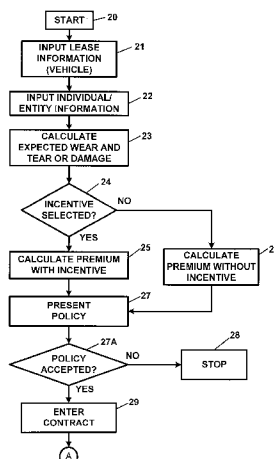 START
20
INPUT LEASE
INFORMATION
(VEHICLE)
21
INPUT INDIVIDUAL/
ENTITY INFORMATION
22
CALCULATE
EXPECTED WEAR AND
TEAR OR DAMAGE
23
24
INCENTIVE
SELECTED?
NO
YES
25
CALCULATE PREMIUM
WITH INCENTIVE
CALCULATE
PREMIUM WITHOUT
INCENTIVE
PRESENT
POLICY
27
27A
POLICY
ACCEPTED?
NO
YES
28
STOP
ENTER
CONTRACT
29
A